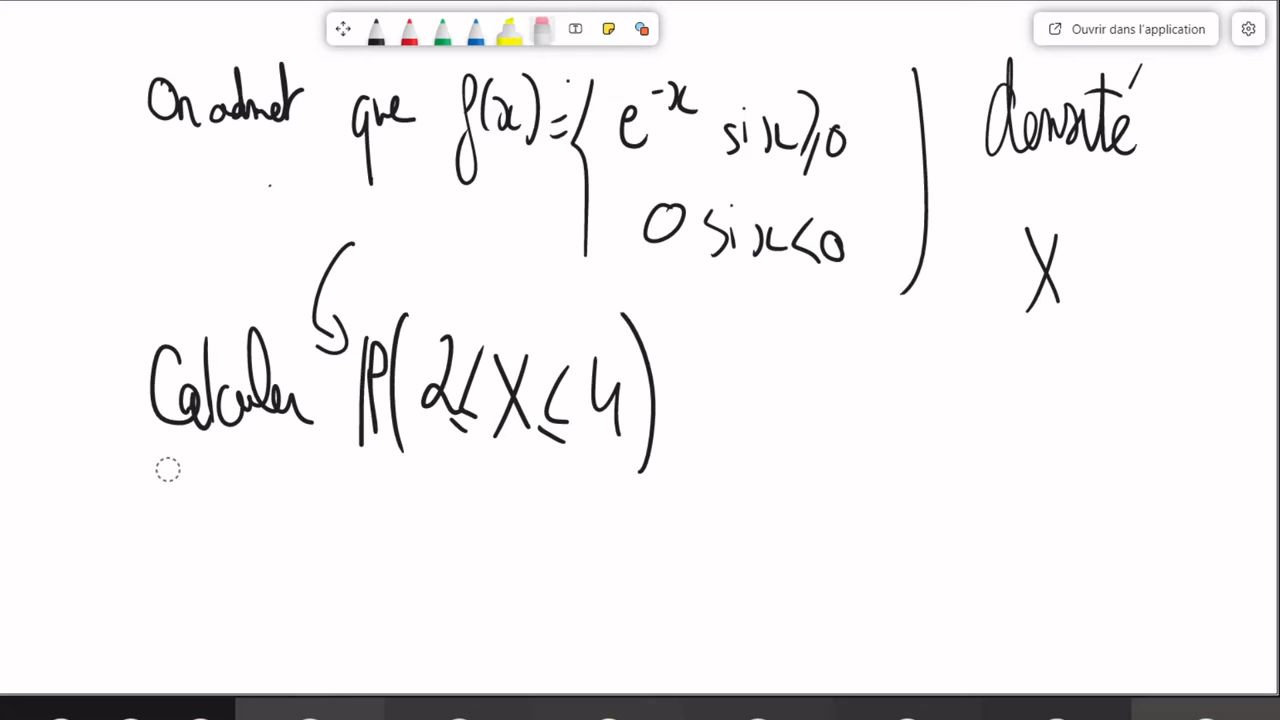 Ouvrir dans l'application
On admet que f(x) = { e^-x si x ⩾ 0 densité
0 si x < 0 ) X
Calculer ℙ( 2 ≤ X ≤ 4 )